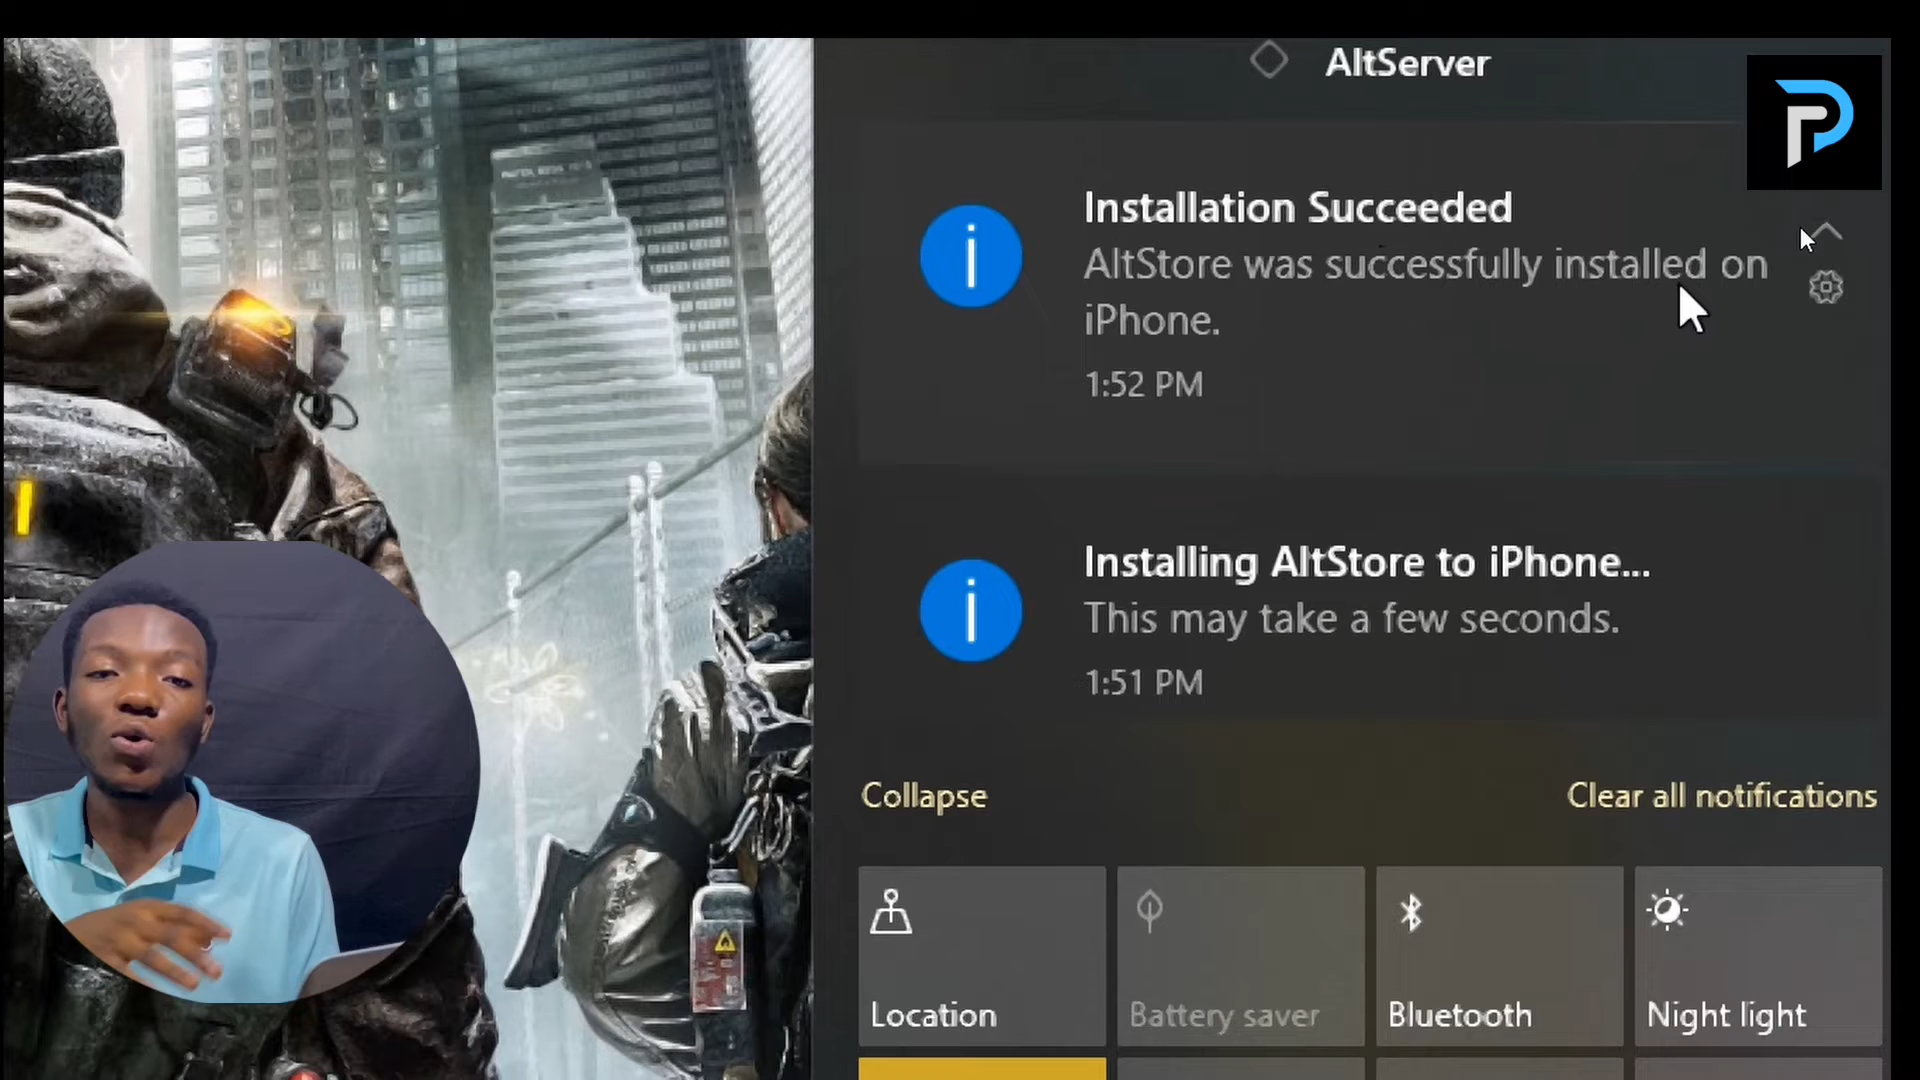 AltServer
Installation Succeeded
AltStore was successfully installed on
iPhone.
1:52 PM
Installing AltStore to iPhone...
This may take a few seconds.
1:51 PM
Collapse
Clear all notifications
Location
Battery saver
Bluetooth
Night light